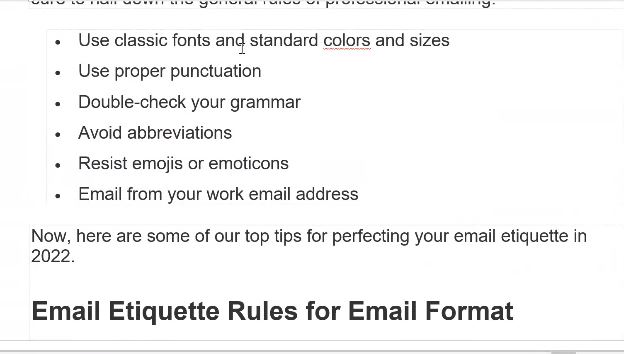 sure to nail down the general rules of professional emailing:
• Use classic fonts and standard colors and sizes
• Use proper punctuation
• Double-check your grammar
• Avoid abbreviations
• Resist emojis or emoticons
• Email from your work email address
Now, here are some of our top tips for perfecting your email etiquette in
2022.
Email Etiquette Rules for Email Format